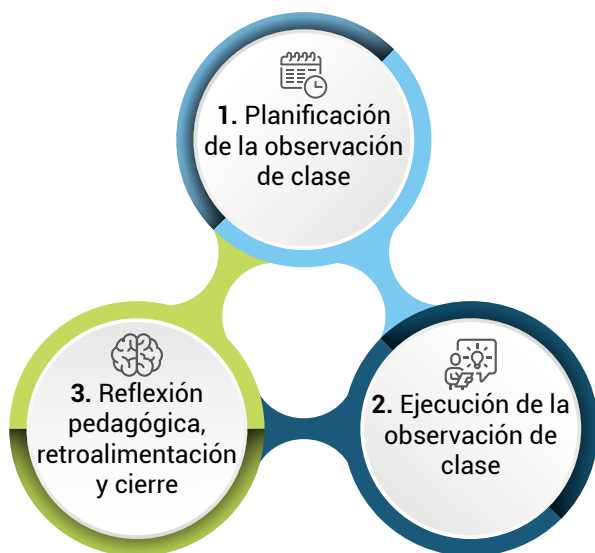 1. Planificación
de la observación
de clase
2. Ejecución de la
observación de
clase
3. Reflexión
pedagógica,
retroalimentación
y cierre